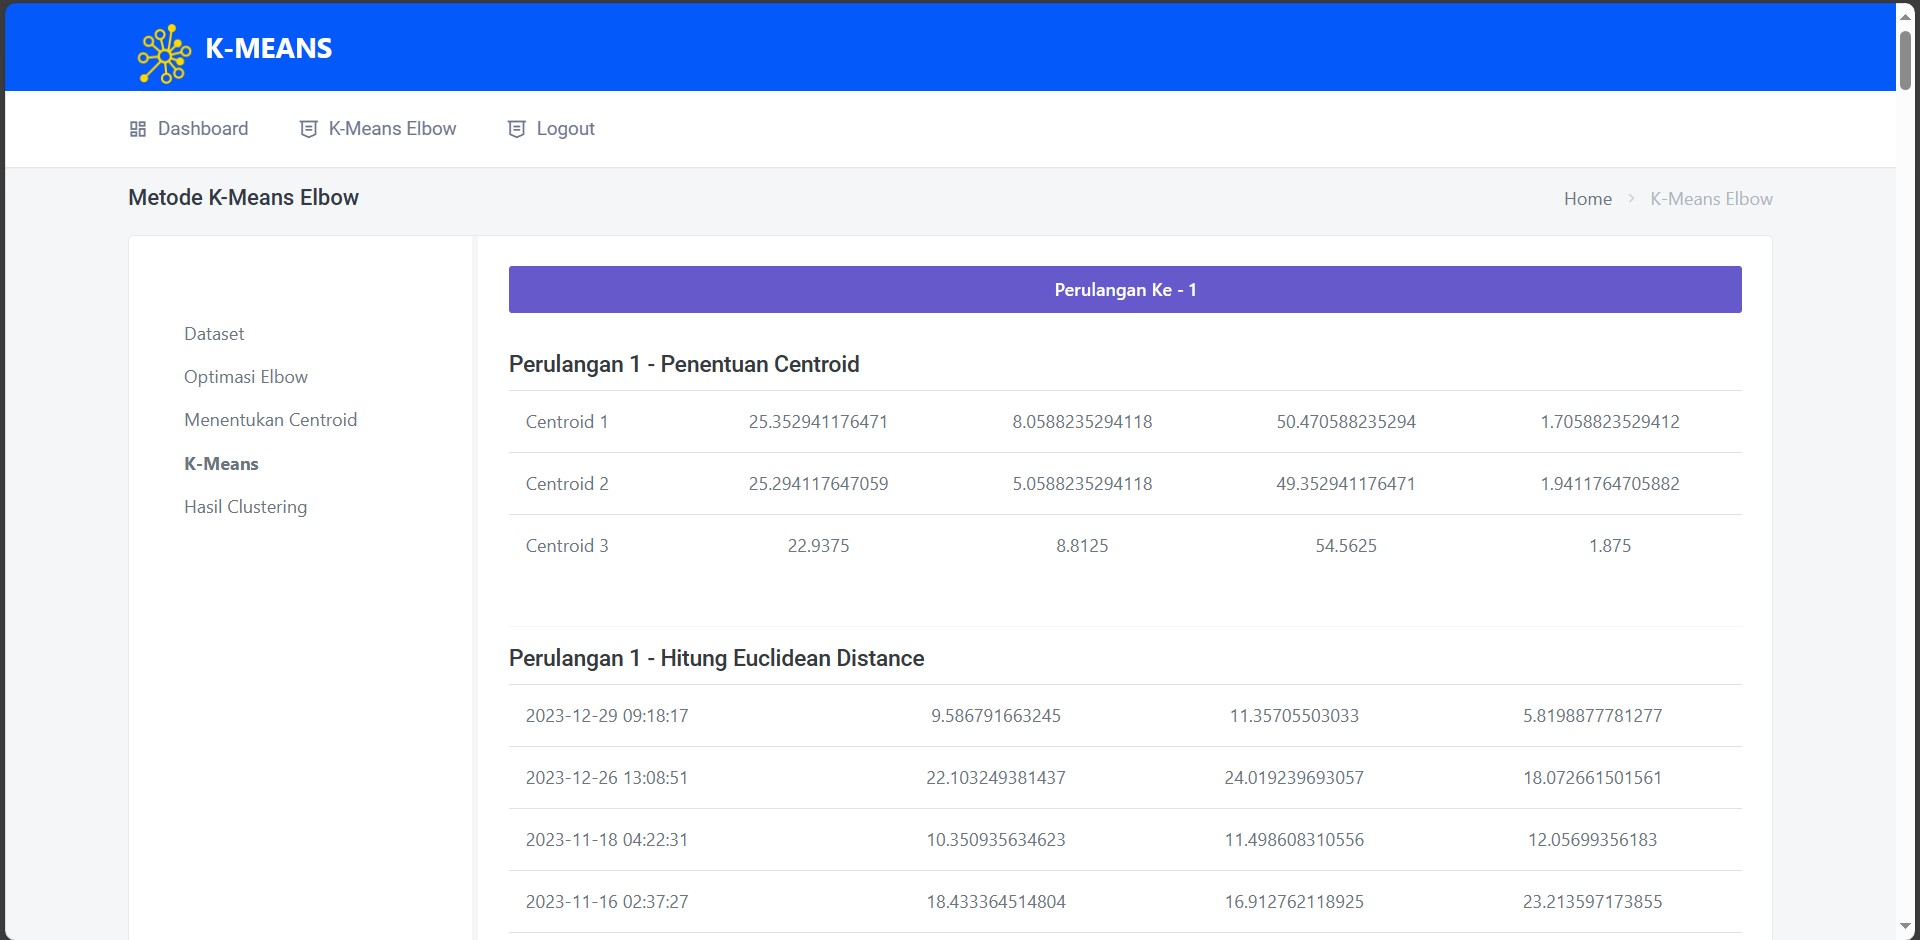 K-MEANS
Dashboard K-Means Elbow Logout
Metode K-Means Elbow
Home > K-Means Elbow
Dataset
Optimasi Elbow
Menentukan Centroid
K-Means
Hasil Clustering
Perulangan Ke - 1
Perulangan 1 - Penentuan Centroid
Centroid 1 25.352941176471 8.0588235294118 50.470588235294 1.7058823529412
Centroid 2 25.294117647059 5.0588235294118 49.352941176471 1.9411764705882
Centroid 3 22.9375 8.8125 54.5625 1.875
Perulangan 1 - Hitung Euclidean Distance
2023-12-29 09:18:17 9.586791663245 11.35705503033 5.8198877781277
2023-12-26 13:08:51 22.103249381437 24.019239693057 18.072661501561
2023-11-18 04:22:31 10.350935634623 11.498608310556 12.05699356183
2023-11-16 02:37:27 18.433364514804 16.912762118925 23.213597173855